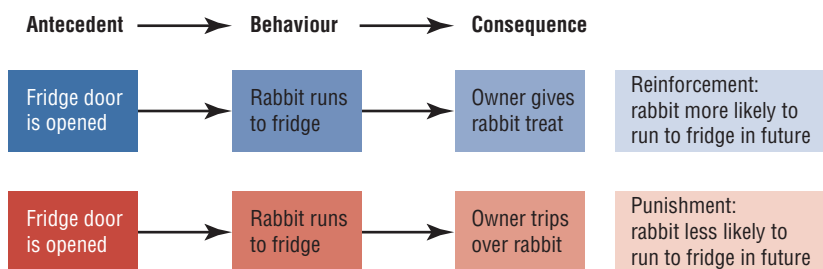 Antecedent Behaviour Consequence
Fridge door
is opened
Rabbit runs
to fridge
Owner gives
rabbit treat
Reinforcement:
rabbit more likely to
run to fridge in future
Fridge door
is opened
Rabbit runs
to fridge
Owner trips
over rabbit
Punishment:
rabbit less likely to
run to fridge in future